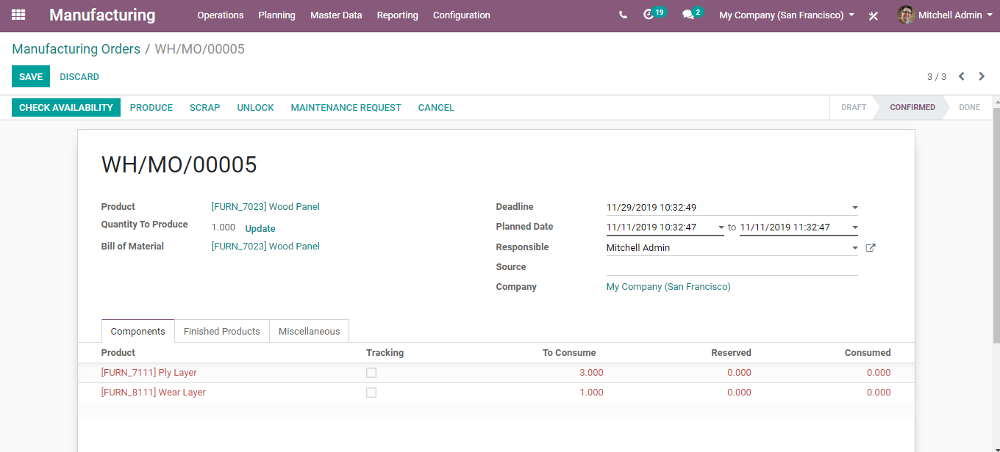 Manufacturing Operations Planning Master Data Reporting Configuration 19 2 My Company (San Francisco) Mitchell Admin
Manufacturing Orders / WH/MO/00005
SAVE DISCARD 3 / 3
CHECK AVAILABILITY PRODUCE SCRAP UNLOCK MAINTENANCE REQUEST CANCEL DRAFT CONFIRMED DONE
WH/MO/00005
Product [FURN_7023] Wood Panel Deadline 11/29/2019 10:32:49
Quantity To Produce 1.000 Update Planned Date 11/11/2019 10:32:47 to 11/11/2019 11:32:47
Bill of Material [FURN_7023] Wood Panel Responsible Mitchell Admin
Source
Company My Company (San Francisco)
Components Finished Products Miscellaneous
Product Tracking To Consume Reserved Consumed
[FURN_7111] Ply Layer 3.000 0.000 0.000
[FURN_8111] Wear Layer 1.000 0.000 0.000